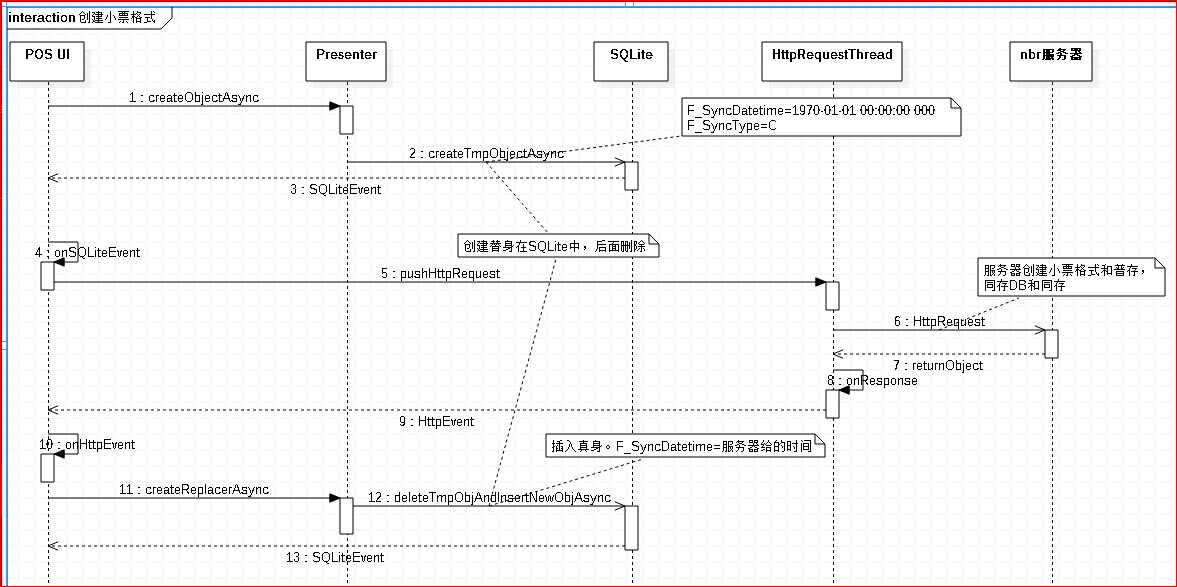 interaction 创建小票格式
POS UI
Presenter
SQLite
HttpRequestThread
nbr服务器
1 : createObjectAsync
F_SyncDatetime=1970-01-01 00:00:00 000
F_SyncType=C
2 : createTmpObjectAsync
3 : SQLiteEvent
创建替身在SQLite中，后面删除
4 : onSQLiteEvent
5 : pushHttpRequest
服务器创建小票格式和普存，
同存DB和同存
6 : HttpRequest
7 : returnObject
8 : onResponse
9 : HttpEvent
10 : onHttpEvent
插入真身。F_SyncDatetime=服务器给的时间
11 : createReplacerAsync
12 : deleteTmpObjAndInsertNewObjAsync
13 : SQLiteEvent